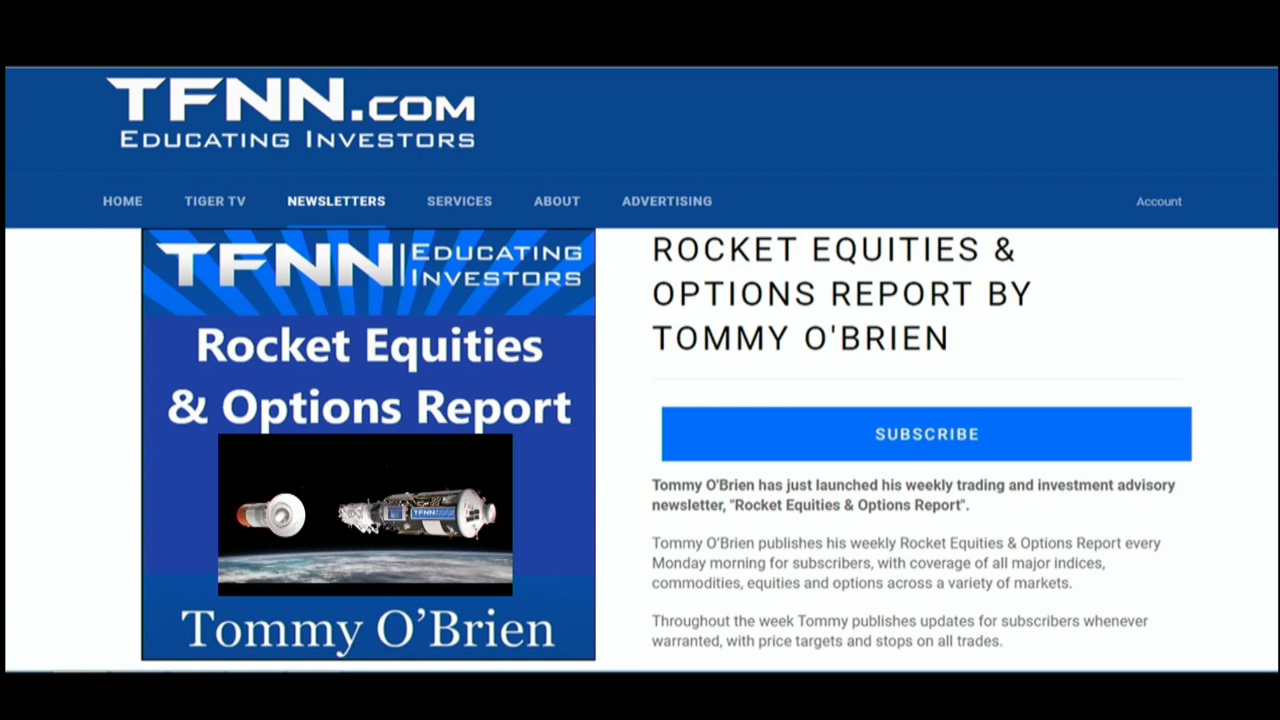 TFNN.COM
EDUCATING INVESTORS
HOME TIGER TV NEWSLETTERS SERVICES ABOUT ADVERTISING Account
TFNN EDUCATING
INVESTORS
Rocket Equities
& Options Report
TFNN
Tommy O’Brien
ROCKET EQUITIES &
OPTIONS REPORT BY
TOMMY O'BRIEN
SUBSCRIBE
Tommy O'Brien has just launched his weekly trading and investment advisory
newsletter, "Rocket Equities & Options Report".
Tommy O’Brien publishes his weekly Rocket Equities & Options Report every
Monday morning for subscribers, with coverage of all major indices,
commodities, equities and options across a variety of markets.
Throughout the week Tommy publishes updates for subscribers whenever
warranted, with price targets and stops on all trades.